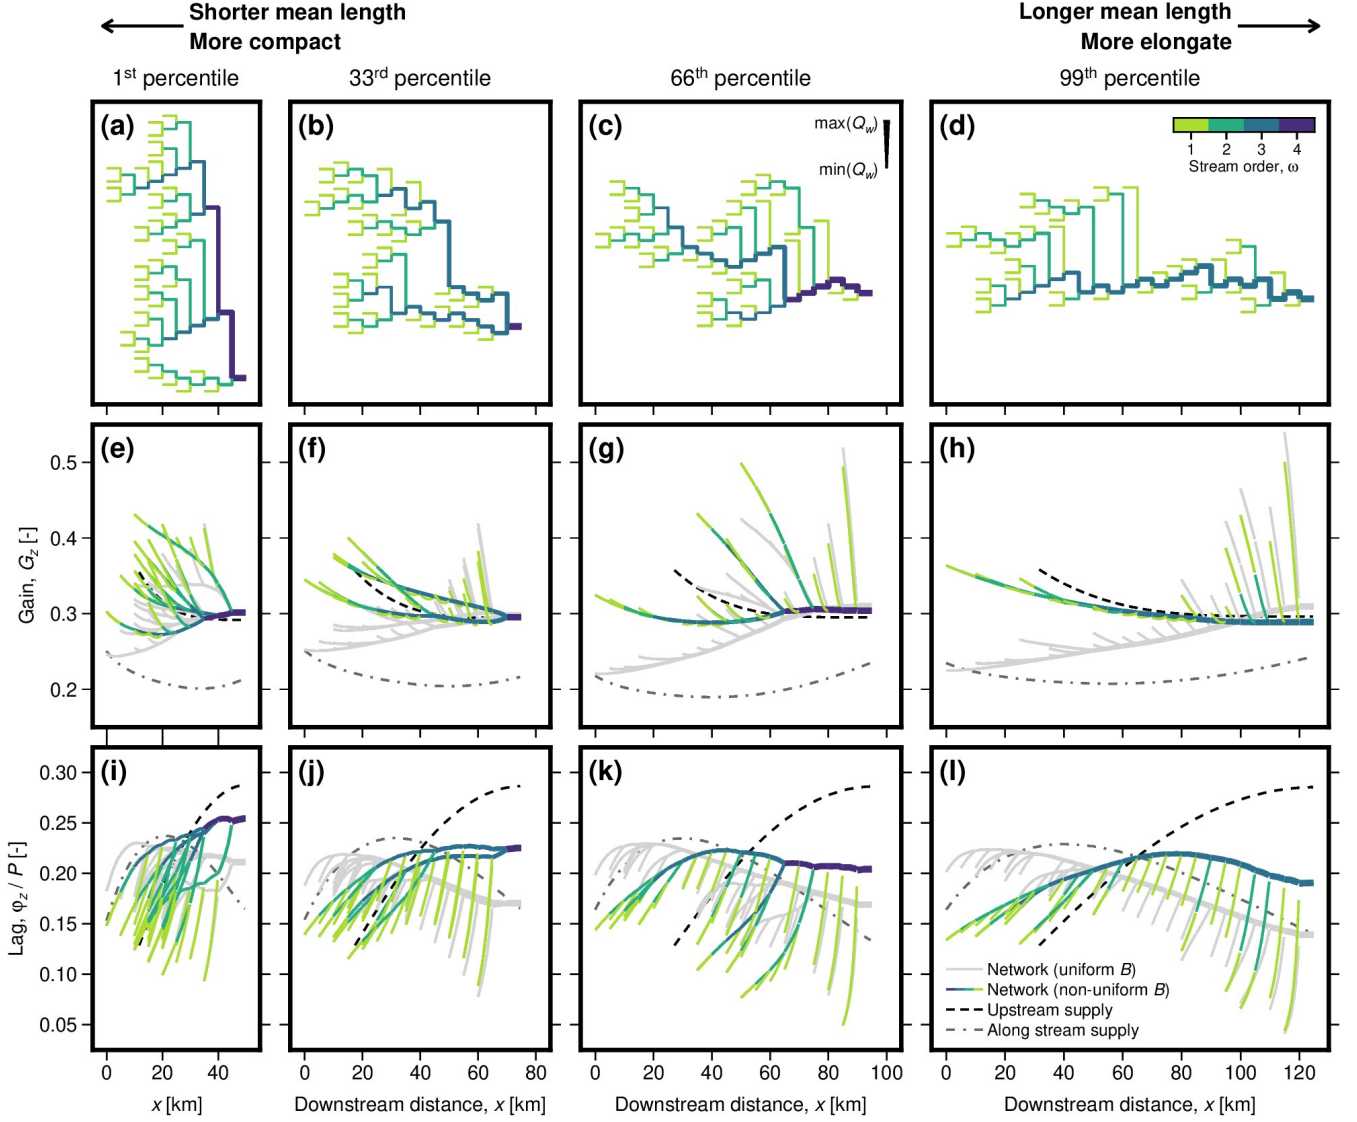 Shorter mean length
More compact
Longer mean length
More elongate
1st percentile
33rd percentile
66th percentile
99th percentile
(a)
(b)
(c)
max(Qw)
min(Qw)
(d)
1 2 3 4
Stream order, ω
(e)
(f)
(g)
(h)
0.5
0.4
0.3
0.2
Gain, Gz [-]
(i)
(j)
(k)
(l)
0.30
0.25
0.20
0.15
0.10
0.05
Lag, φz / P [-]
Network (uniform B)
Network (non-uniform B)
Upstream supply
Along stream supply
0 20 40
0 20 40 60 80
0 20 40 60 80 100
0 20 40 60 80 100 120
x [km]
Downstream distance, x [km]
Downstream distance, x [km]
Downstream distance, x [km]